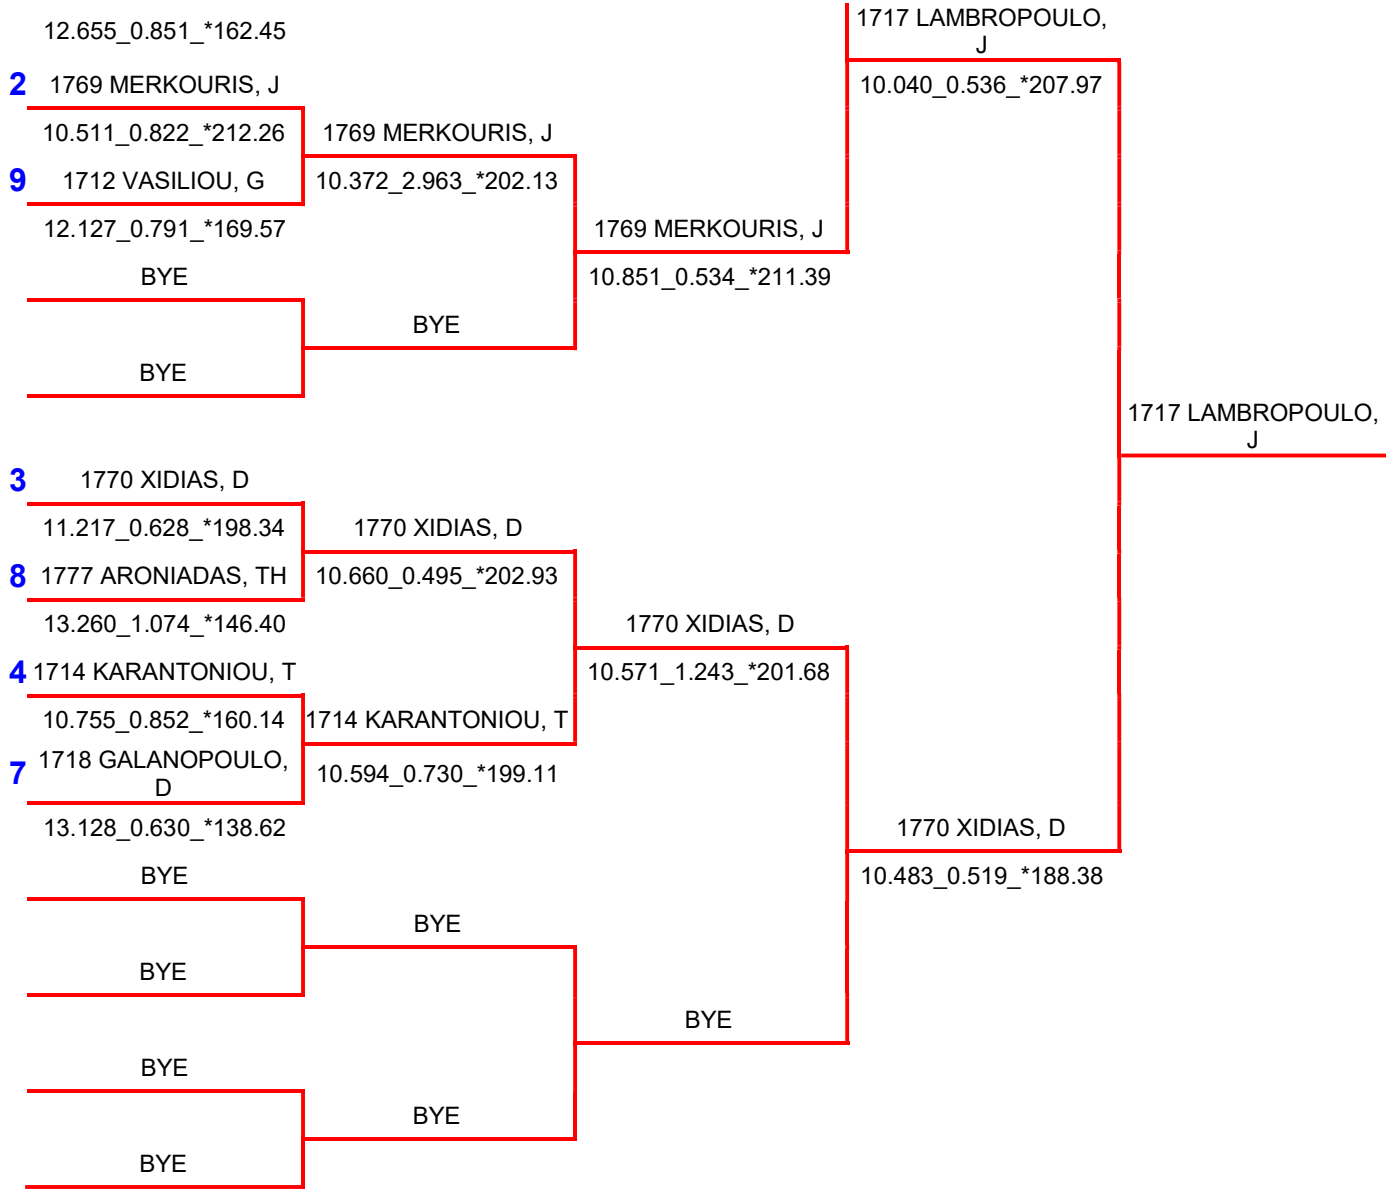 12.655_0.851_*162.45
1717 LAMBROPOULO,
J
2 1769 MERKOURIS, J
10.040_0.536_*207.97
10.511_0.822_*212.26
1769 MERKOURIS, J
9 1712 VASILIOU, G
10.372_2.963_*202.13
12.127_0.791_*169.57
1769 MERKOURIS, J
BYE
10.851_0.534_*211.39
BYE
BYE
1717 LAMBROPOULO,
J
3 1770 XIDIAS, D
11.217_0.628_*198.34
1770 XIDIAS, D
8 1777 ARONIADAS, TH
10.660_0.495_*202.93
13.260_1.074_*146.40
1770 XIDIAS, D
4 1714 KARANTONIOU, T
10.571_1.243_*201.68
10.755_0.852_*160.14
1714 KARANTONIOU, T
7 1718 GALANOPOULO,
D
10.594_0.730_*199.11
13.128_0.630_*138.62
1770 XIDIAS, D
BYE
10.483_0.519_*188.38
BYE
BYE
BYE
BYE
BYE
BYE